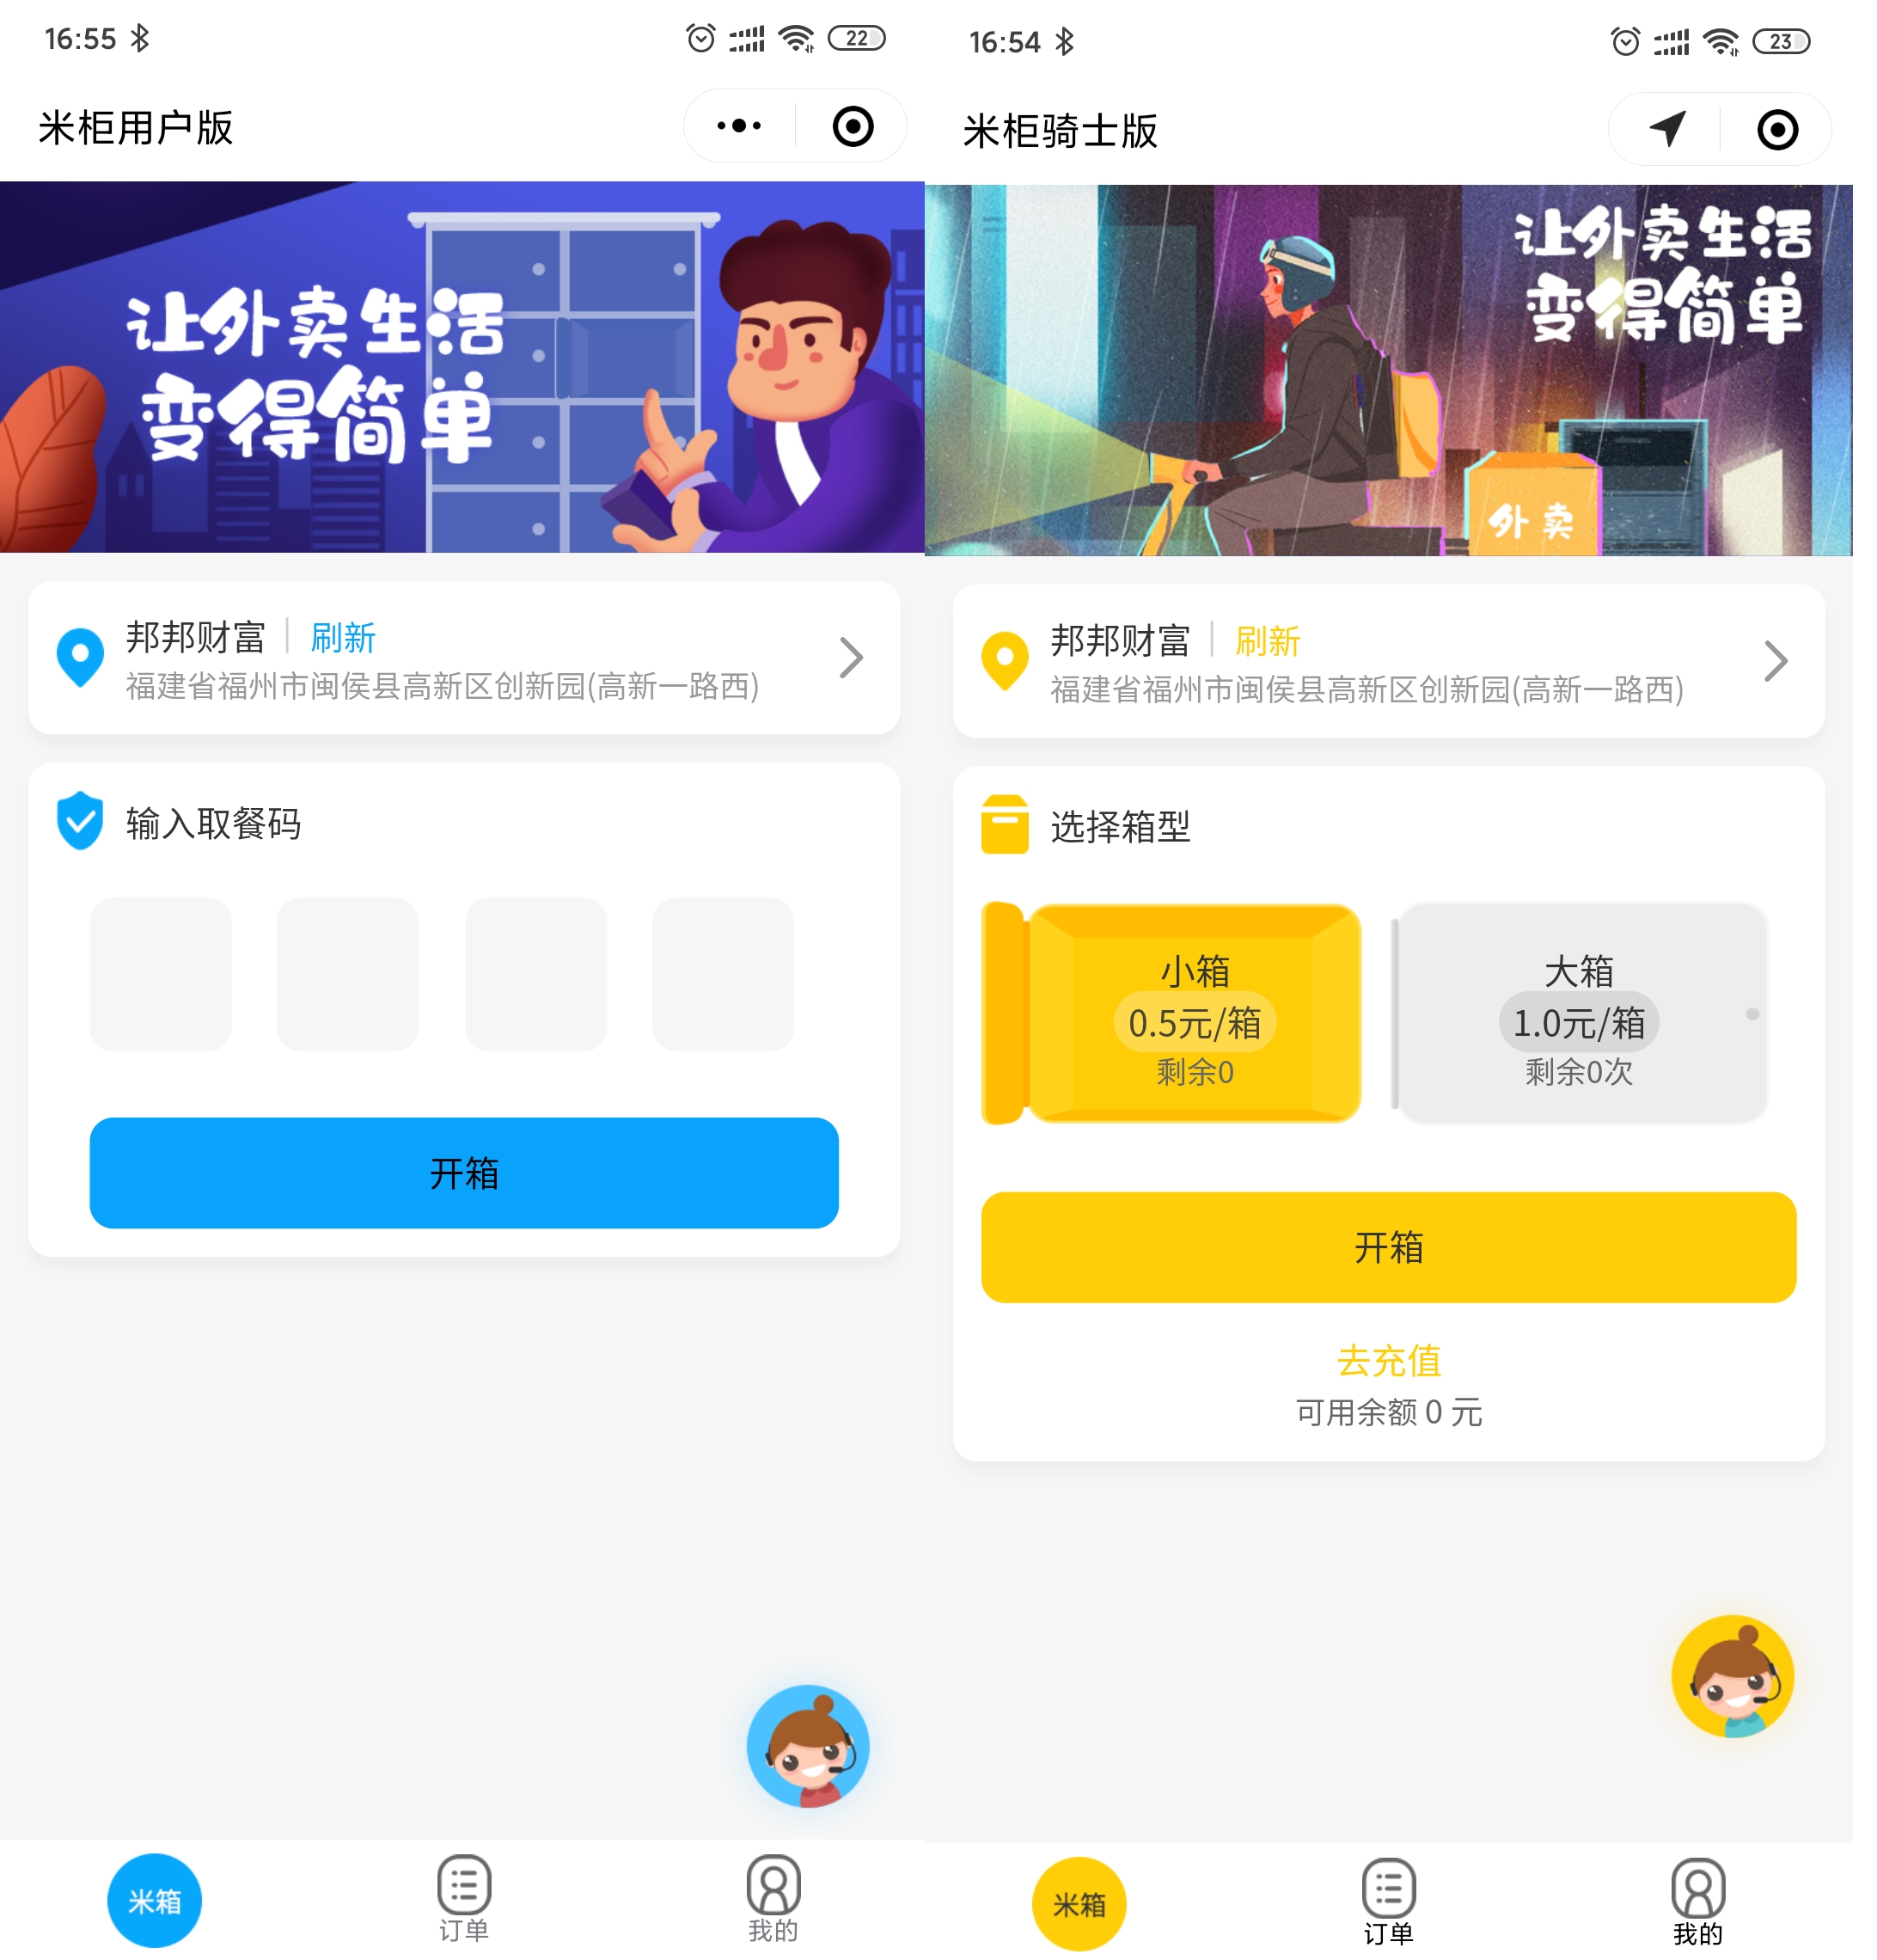 16:55
22
米柜用户版
让外卖生活
变得简单
邦邦财富
刷新
福建省福州市闽侯县高新区创新园(高新一路西)
输入取餐码
开箱
米箱
订单
我的
16:54
23
米柜骑士版
让外卖生活
变得简单
外卖
邦邦财富
刷新
福建省福州市闽侯县高新区创新园(高新一路西)
选择箱型
小箱
0.5元/箱
剩余0
大箱
1.0元/箱
剩余0次
开箱
去充值
可用余额 0 元
米箱
订单
我的